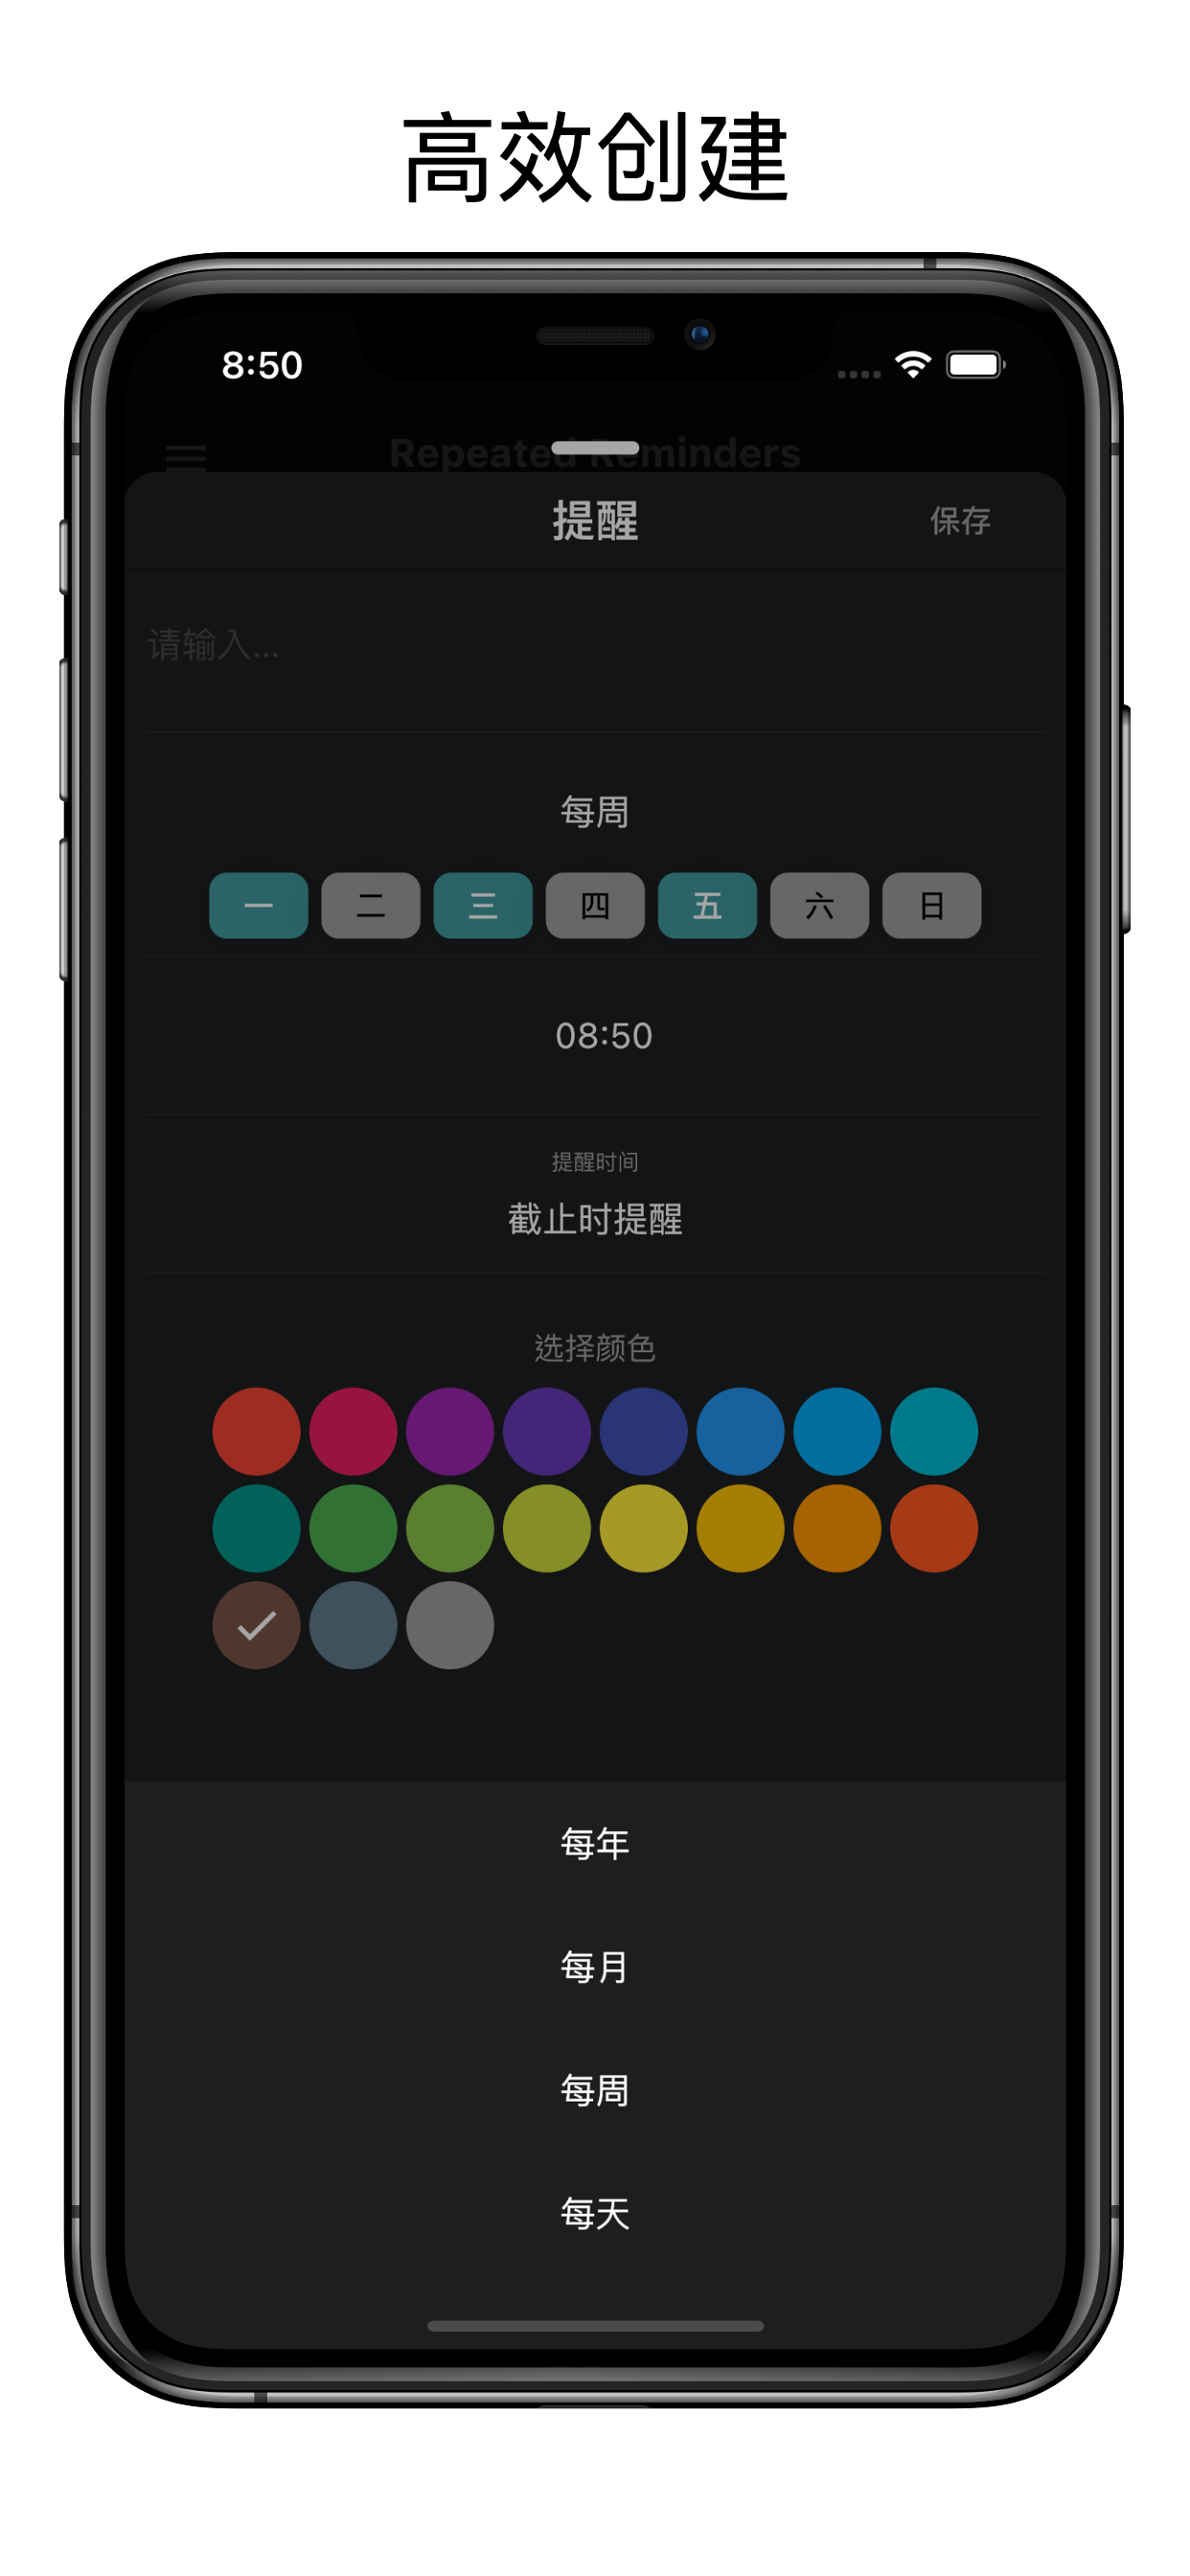 高效创建
8:50
Repeated Reminders
提醒
保存
请输入...
每周
一 二 三 四 五 六 日
08:50
提醒时间
截止时提醒
选择颜色
每年
每月
每周
每天